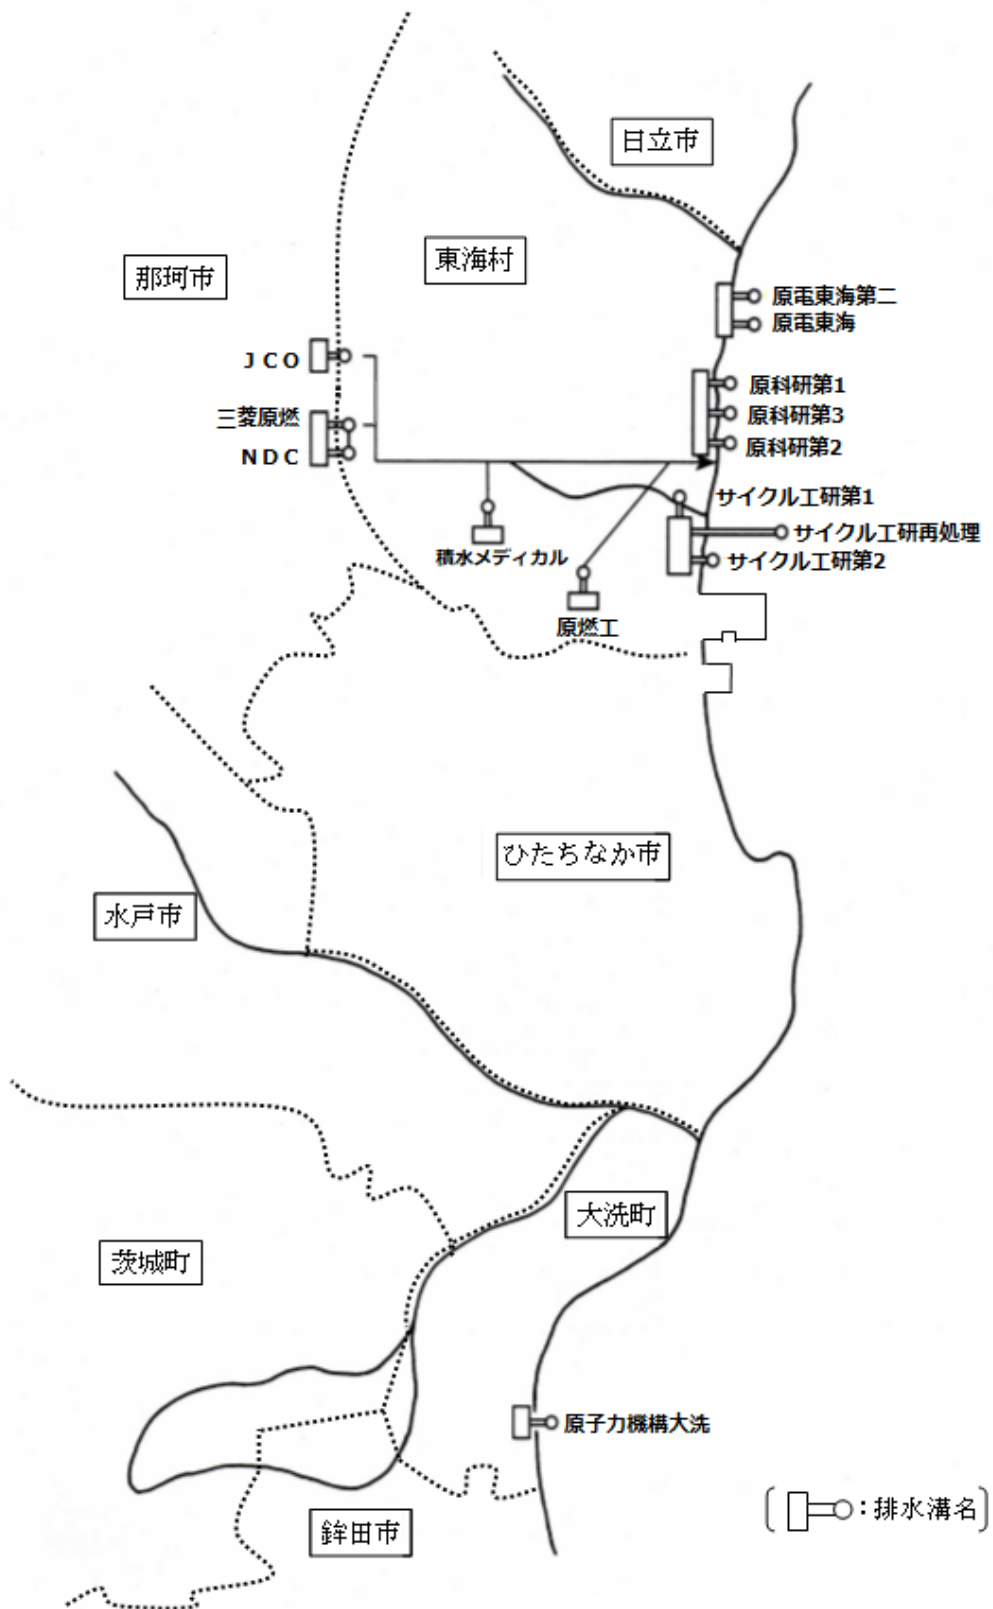 日立市
東海村
那珂市
原電東海第二
原電東海
JCO
原科研第1
三菱原燃
原科研第3
NDC
原科研第2
サイクル工研第1
サイクル工研再処理
積水メディカル
サイクル工研第2
原燃工
ひたちなか市
水戸市
大洗町
茨城町
原子力機構大洗
鉾田市
:排水溝名